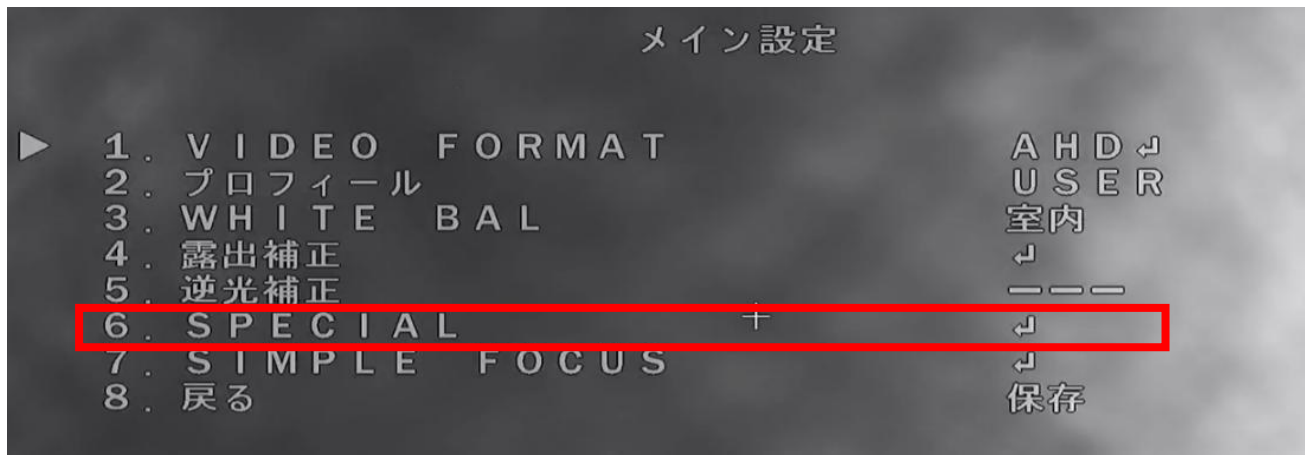 メイン設定
▶ 1. VIDEO FORMAT AHD↲
2. プロフィール USER
3. WHITE BAL 室内
4. 露出補正 ↲
5. 逆光補正 ---
6. SPECIAL ↲
7. SIMPLE FOCUS ↲
8. 戻る 保存